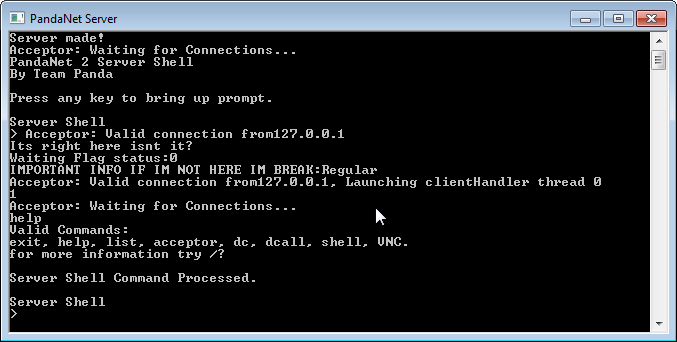 PandaNet Server
Server made!
Acceptor: Waiting for Connections...
PandaNet 2 Server Shell
By Team Panda
Press any key to bring up prompt.
Server Shell
> Acceptor: Valid connection from127.0.0.1
Its right here isnt it?
Waiting Flag status:0
IMPORTANT INFO IF IM NOT HERE IM BREAK:Regular
Acceptor: Valid connection from127.0.0.1, Launching clientHandler thread 0
1
Acceptor: Waiting for Connections...
help
Valid Commands:
exit, help, list, acceptor, dc, dcall, shell, VNC.
for more information try /?
Server Shell Command Processed.
Server Shell
>